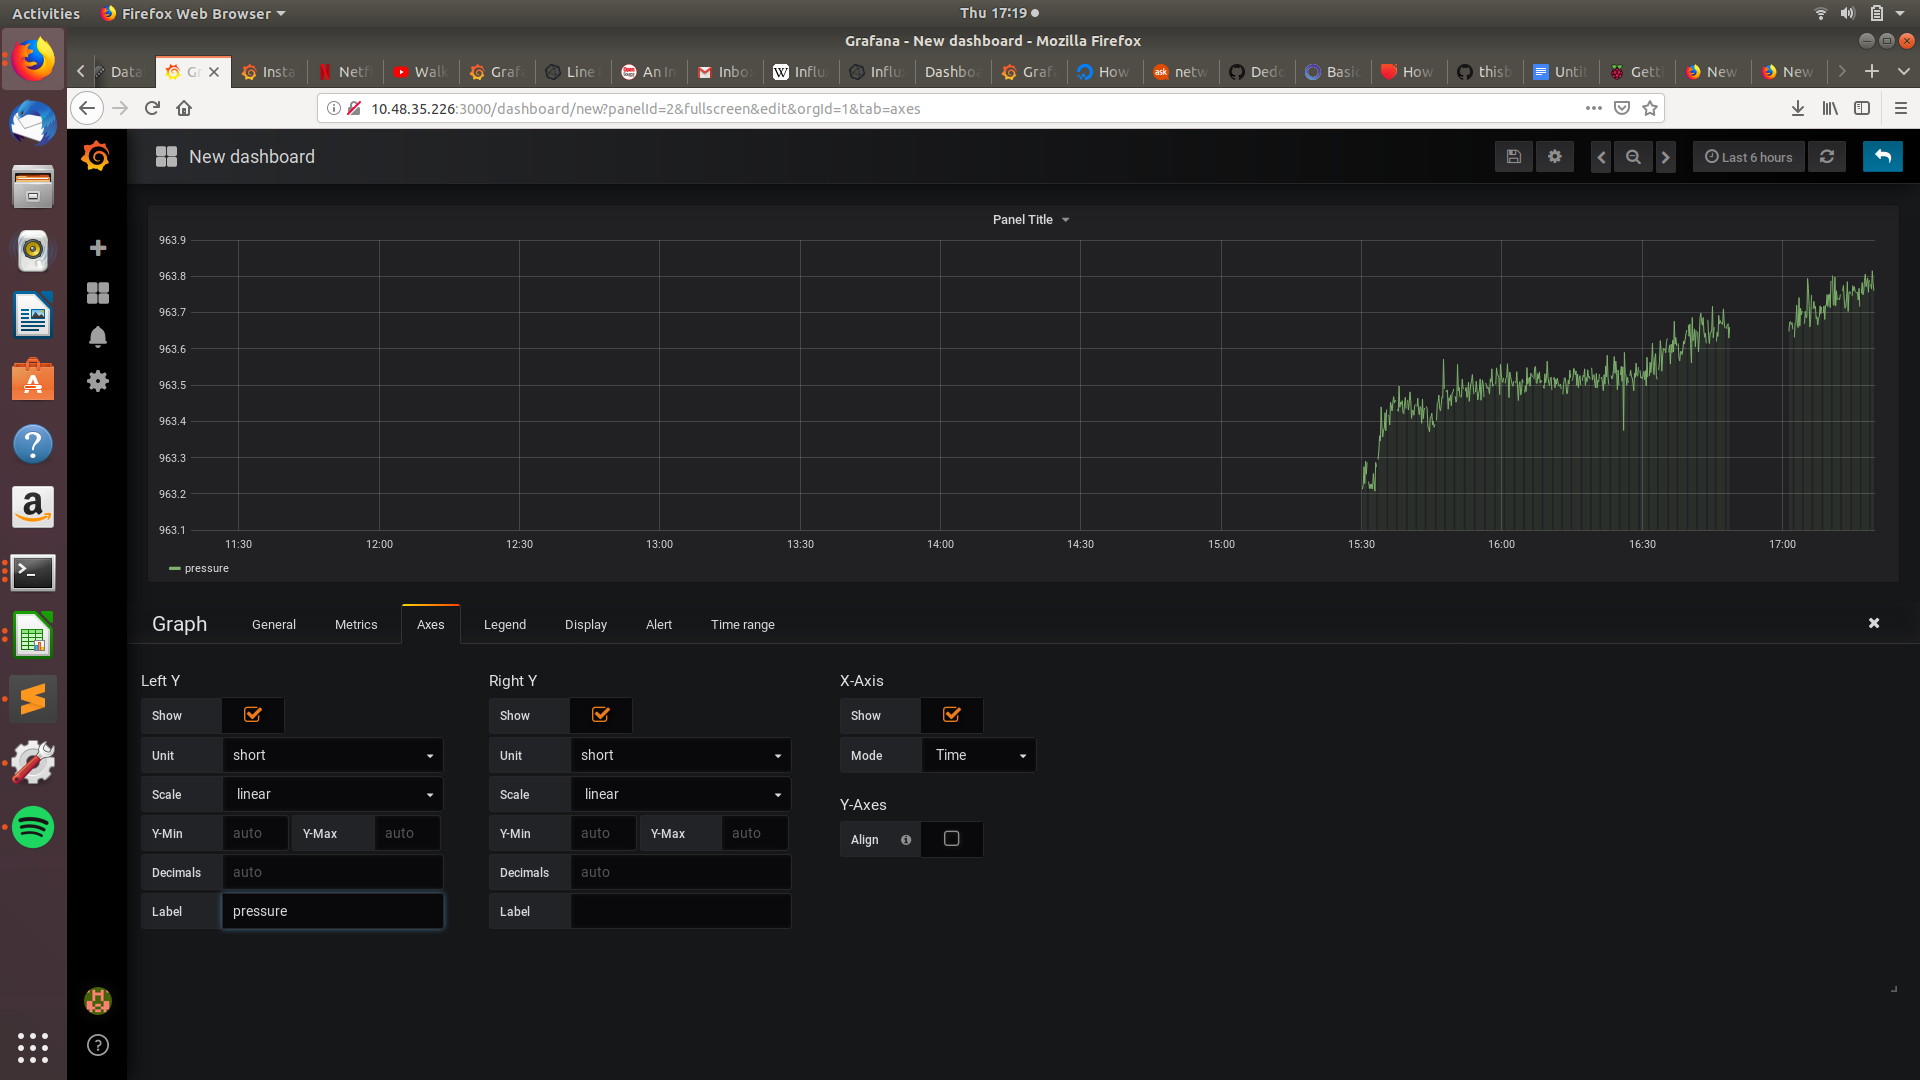 Activities Firefox Web Browser Thu 17:19
Grafana - New dashboard - Mozilla Firefox
Data Gr Insta Netf Walk Graf Line An In Inbo Influ Influ Dashbo Graf How netw Dedc Basic How thisb Unti Getti New New
10.48.35.226:3000/dashboard/new?panelId=2&fullscreen&edit&orgId=1&tab=axes
New dashboard Last 6 hours
Panel Title
963.9
963.8
963.7
963.6
963.5
963.4
963.3
963.2
963.1
11:30 12:00 12:30 13:00 13:30 14:00 14:30 15:00 15:30 16:00 16:30 17:00
pressure
Graph General Metrics Axes Legend Display Alert Time range
Left Y Right Y X-Axis
Show Show Show
Unit short Unit short Mode Time
Scale linear Scale linear
Y-Axes
Y-Min auto Y-Max auto Y-Min auto Y-Max auto
Align
Decimals auto Decimals auto
Label pressure Label